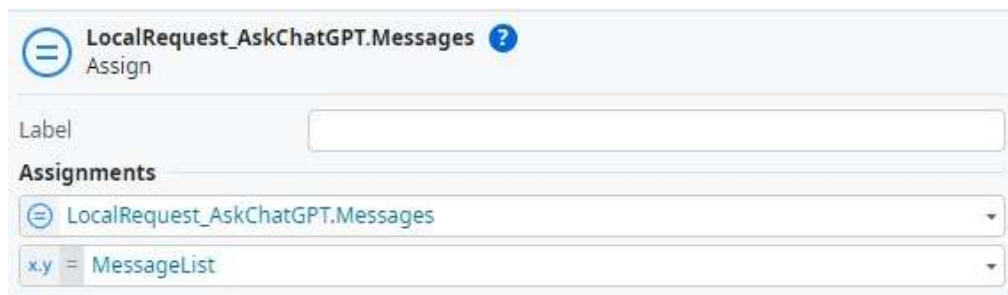 LocalRequest_AskChatGPT.Messages ?
Assign
Label
Assignments
LocalRequest_AskChatGPT.Messages
x.y = MessageList